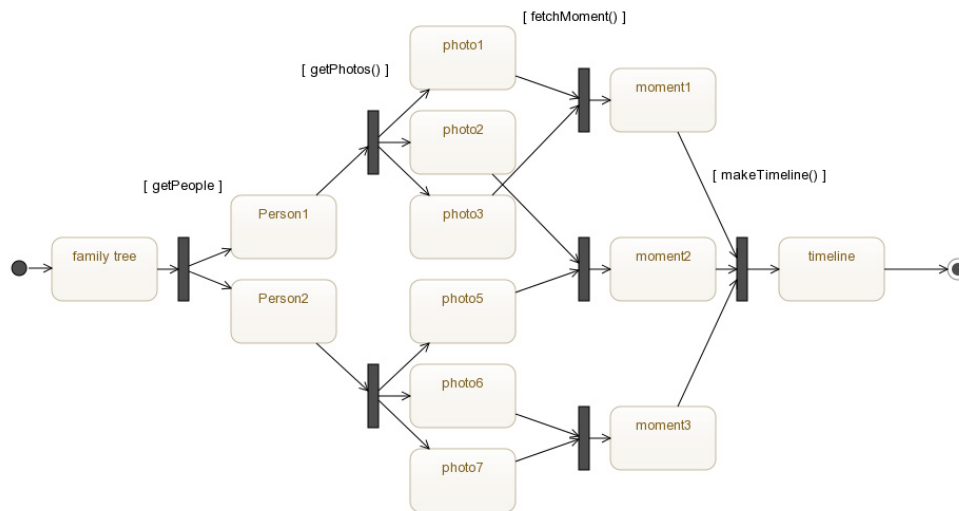 [ fetchMoment() ]
photo1
[ getPhotos() ]
moment1
photo2
[ makeTimeline() ]
[ getPeople ]
Person1
photo3
family tree
moment2
timeline
Person2
photo5
photo6
moment3
photo7